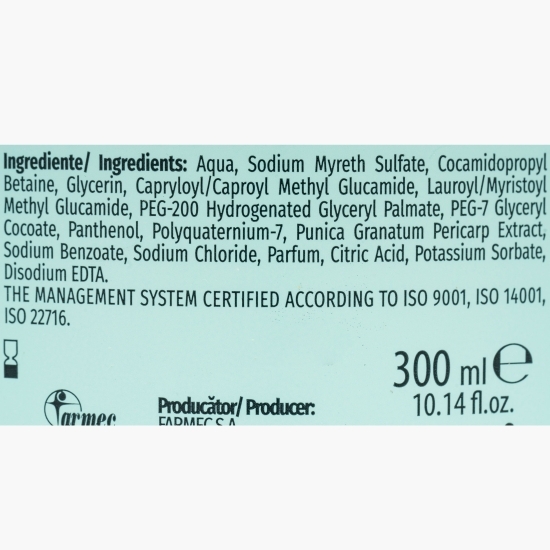 Ingrediente/ Ingredients: Aqua, Sodium Myreth Sulfate, Cocamidopropyl
Betaine, Glycerin, Capryloyl/Caproyl Methyl Glucamide, Lauroyl/Myristoyl
Methyl Glucamide, PEG-200 Hydrogenated Glyceryl Palmate, PEG-7 Glyceryl
Cocoate, Panthenol, Polyquaternium-7, Punica Granatum Pericarp Extract,
Sodium Benzoate, Sodium Chloride, Parfum, Citric Acid, Potassium Sorbate,
Disodium EDTA.
THE MANAGEMENT SYSTEM CERTIFIED ACCORDING TO ISO 9001, ISO 14001,
ISO 22716.
300 ml ℮
10.14 fl.oz.
Farmec
Producător/ Producer:
FARMEC S.A.